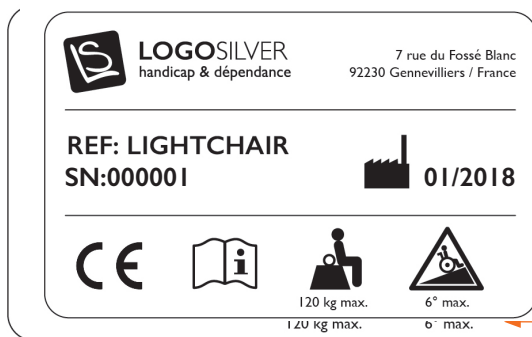 LOGOSILVER
handicap & dépendance
7 rue du Fossé Blanc
92230 Gennevilliers / France
REF: LIGHTCHAIR
SN:000001
01/2018
CE
i
120 kg max.
6° max.
120 kg max.
6° max.